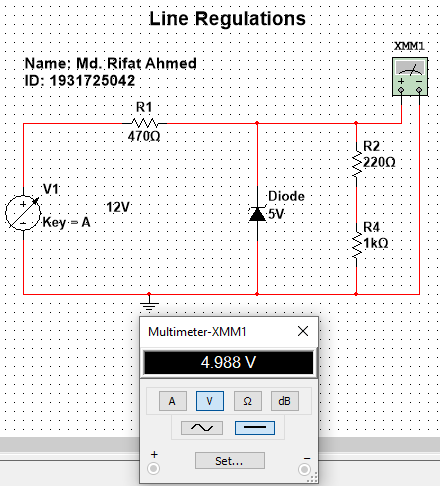 Line Regulations
XMM1
Name: Md. Rifat Ahmed
ID: 1931725042
R1
470Ω
+ −
R2
220Ω
V1
12V
Key = A
Diode
5V
R4
1kΩ
Multimeter-XMM1
4.988 V
A V Ω dB
+ Set... −